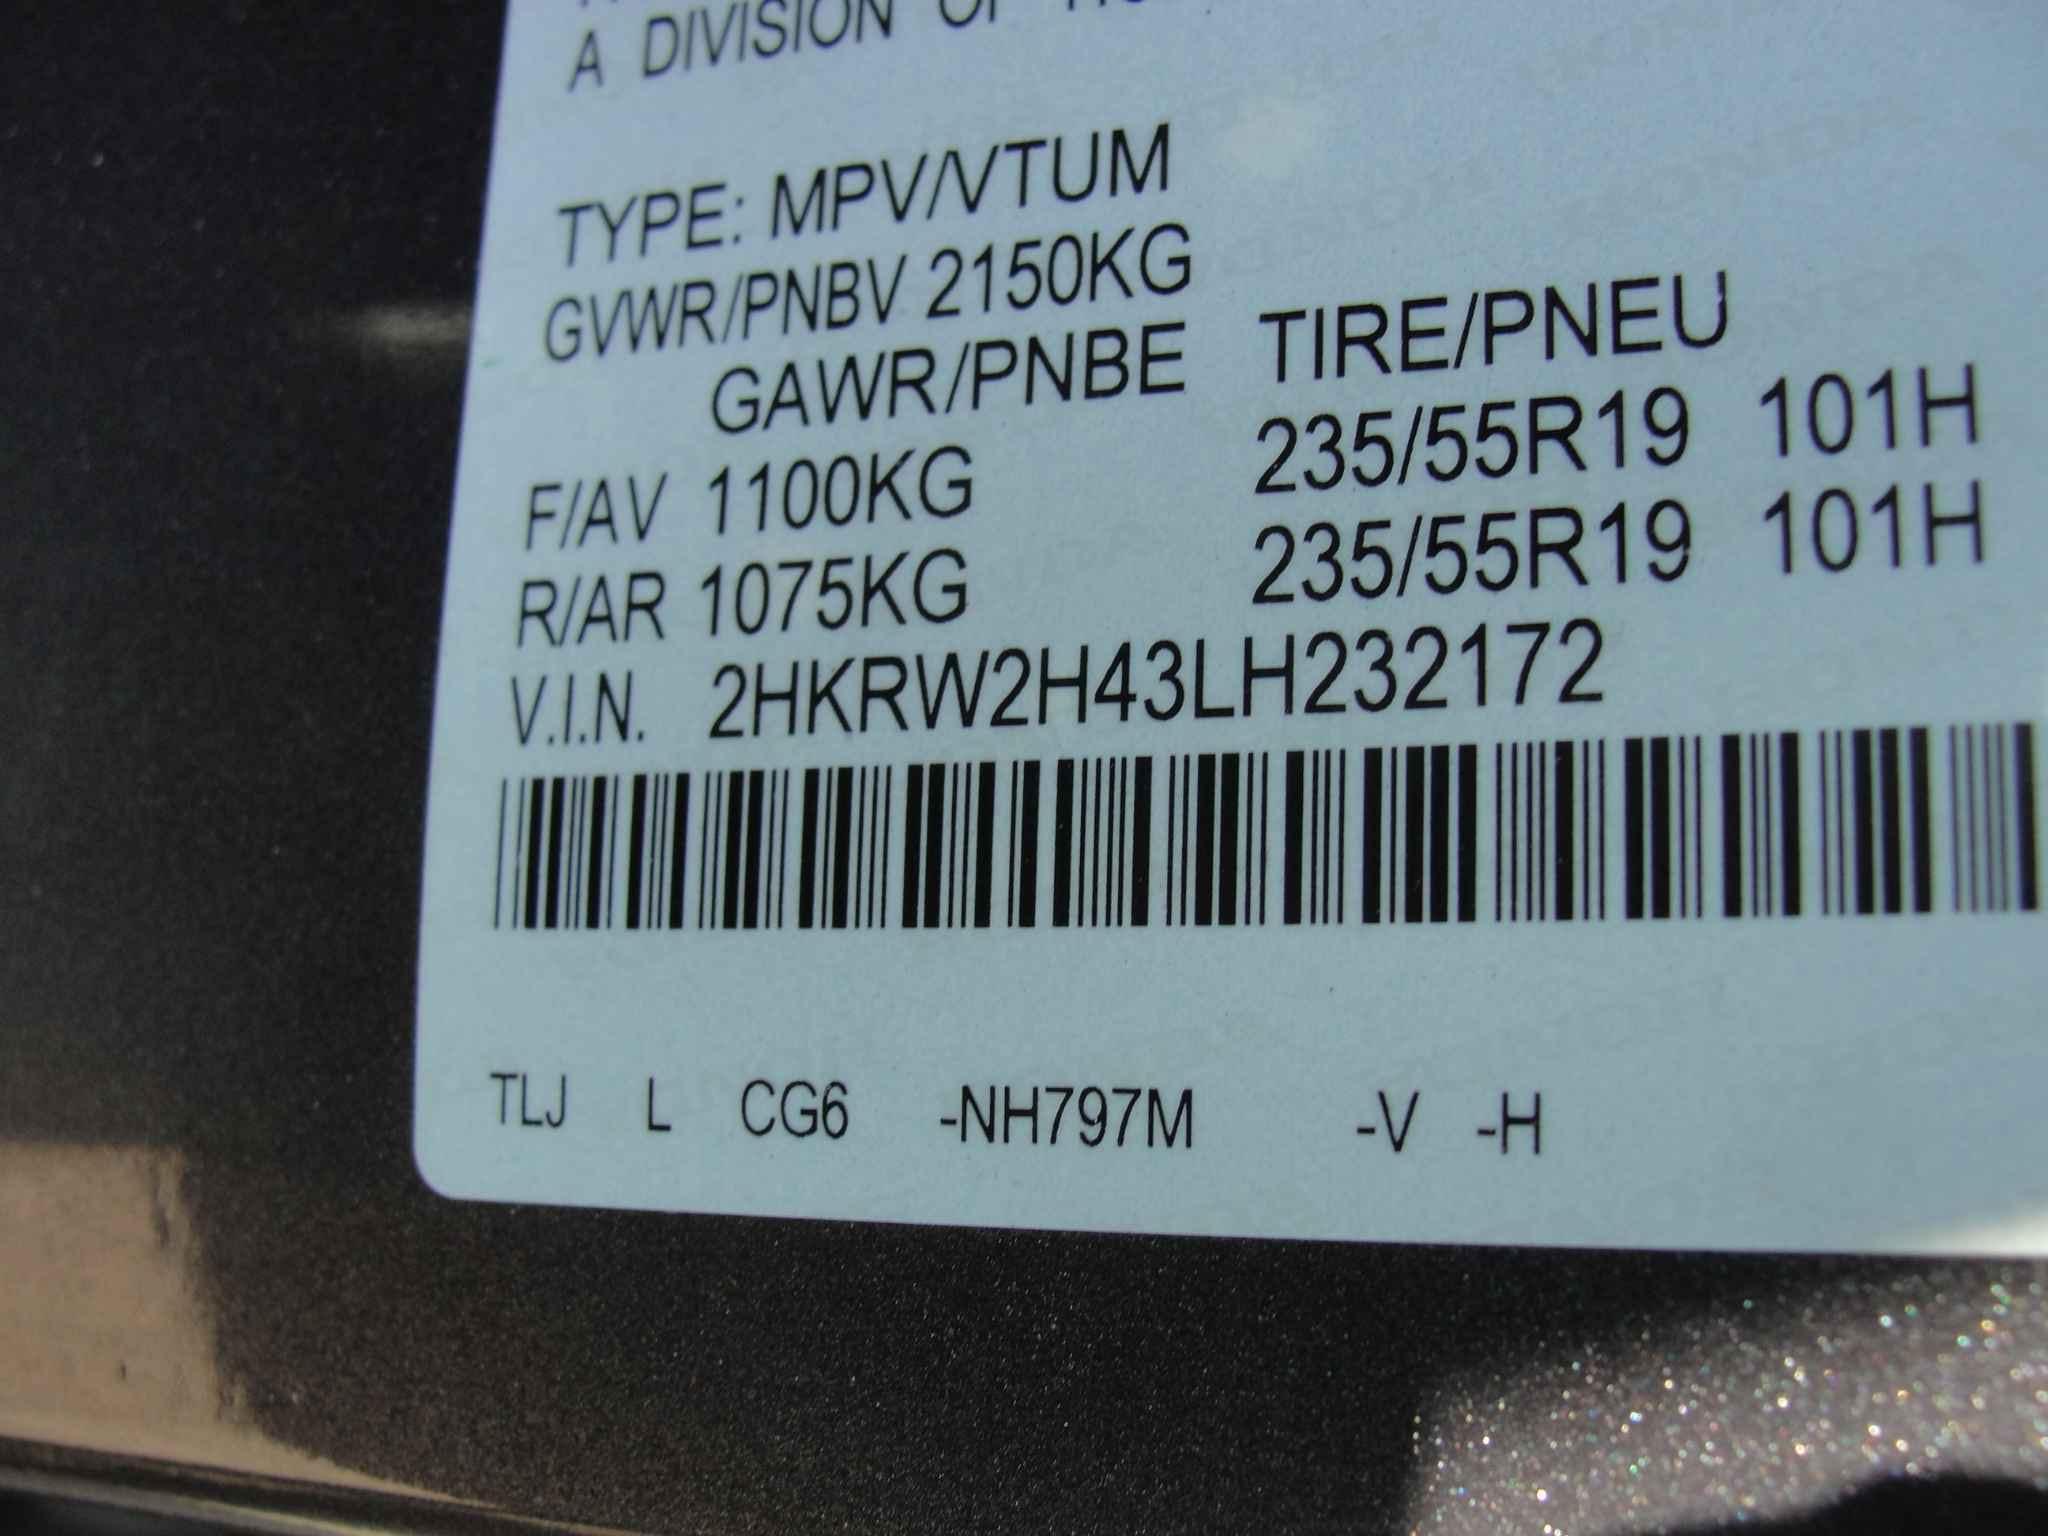 A DIVISION OF
TYPE: MPV/VTUM
GVWR/PNBV 2150KG
GAWR/PNBE TIRE/PNEU
F/AV 1100KG 235/55R19 101H
R/AR 1075KG 235/55R19 101H
V.I.N. 2HKRW2H43LH232172
TLJ L CG6 -NH797M -V -H